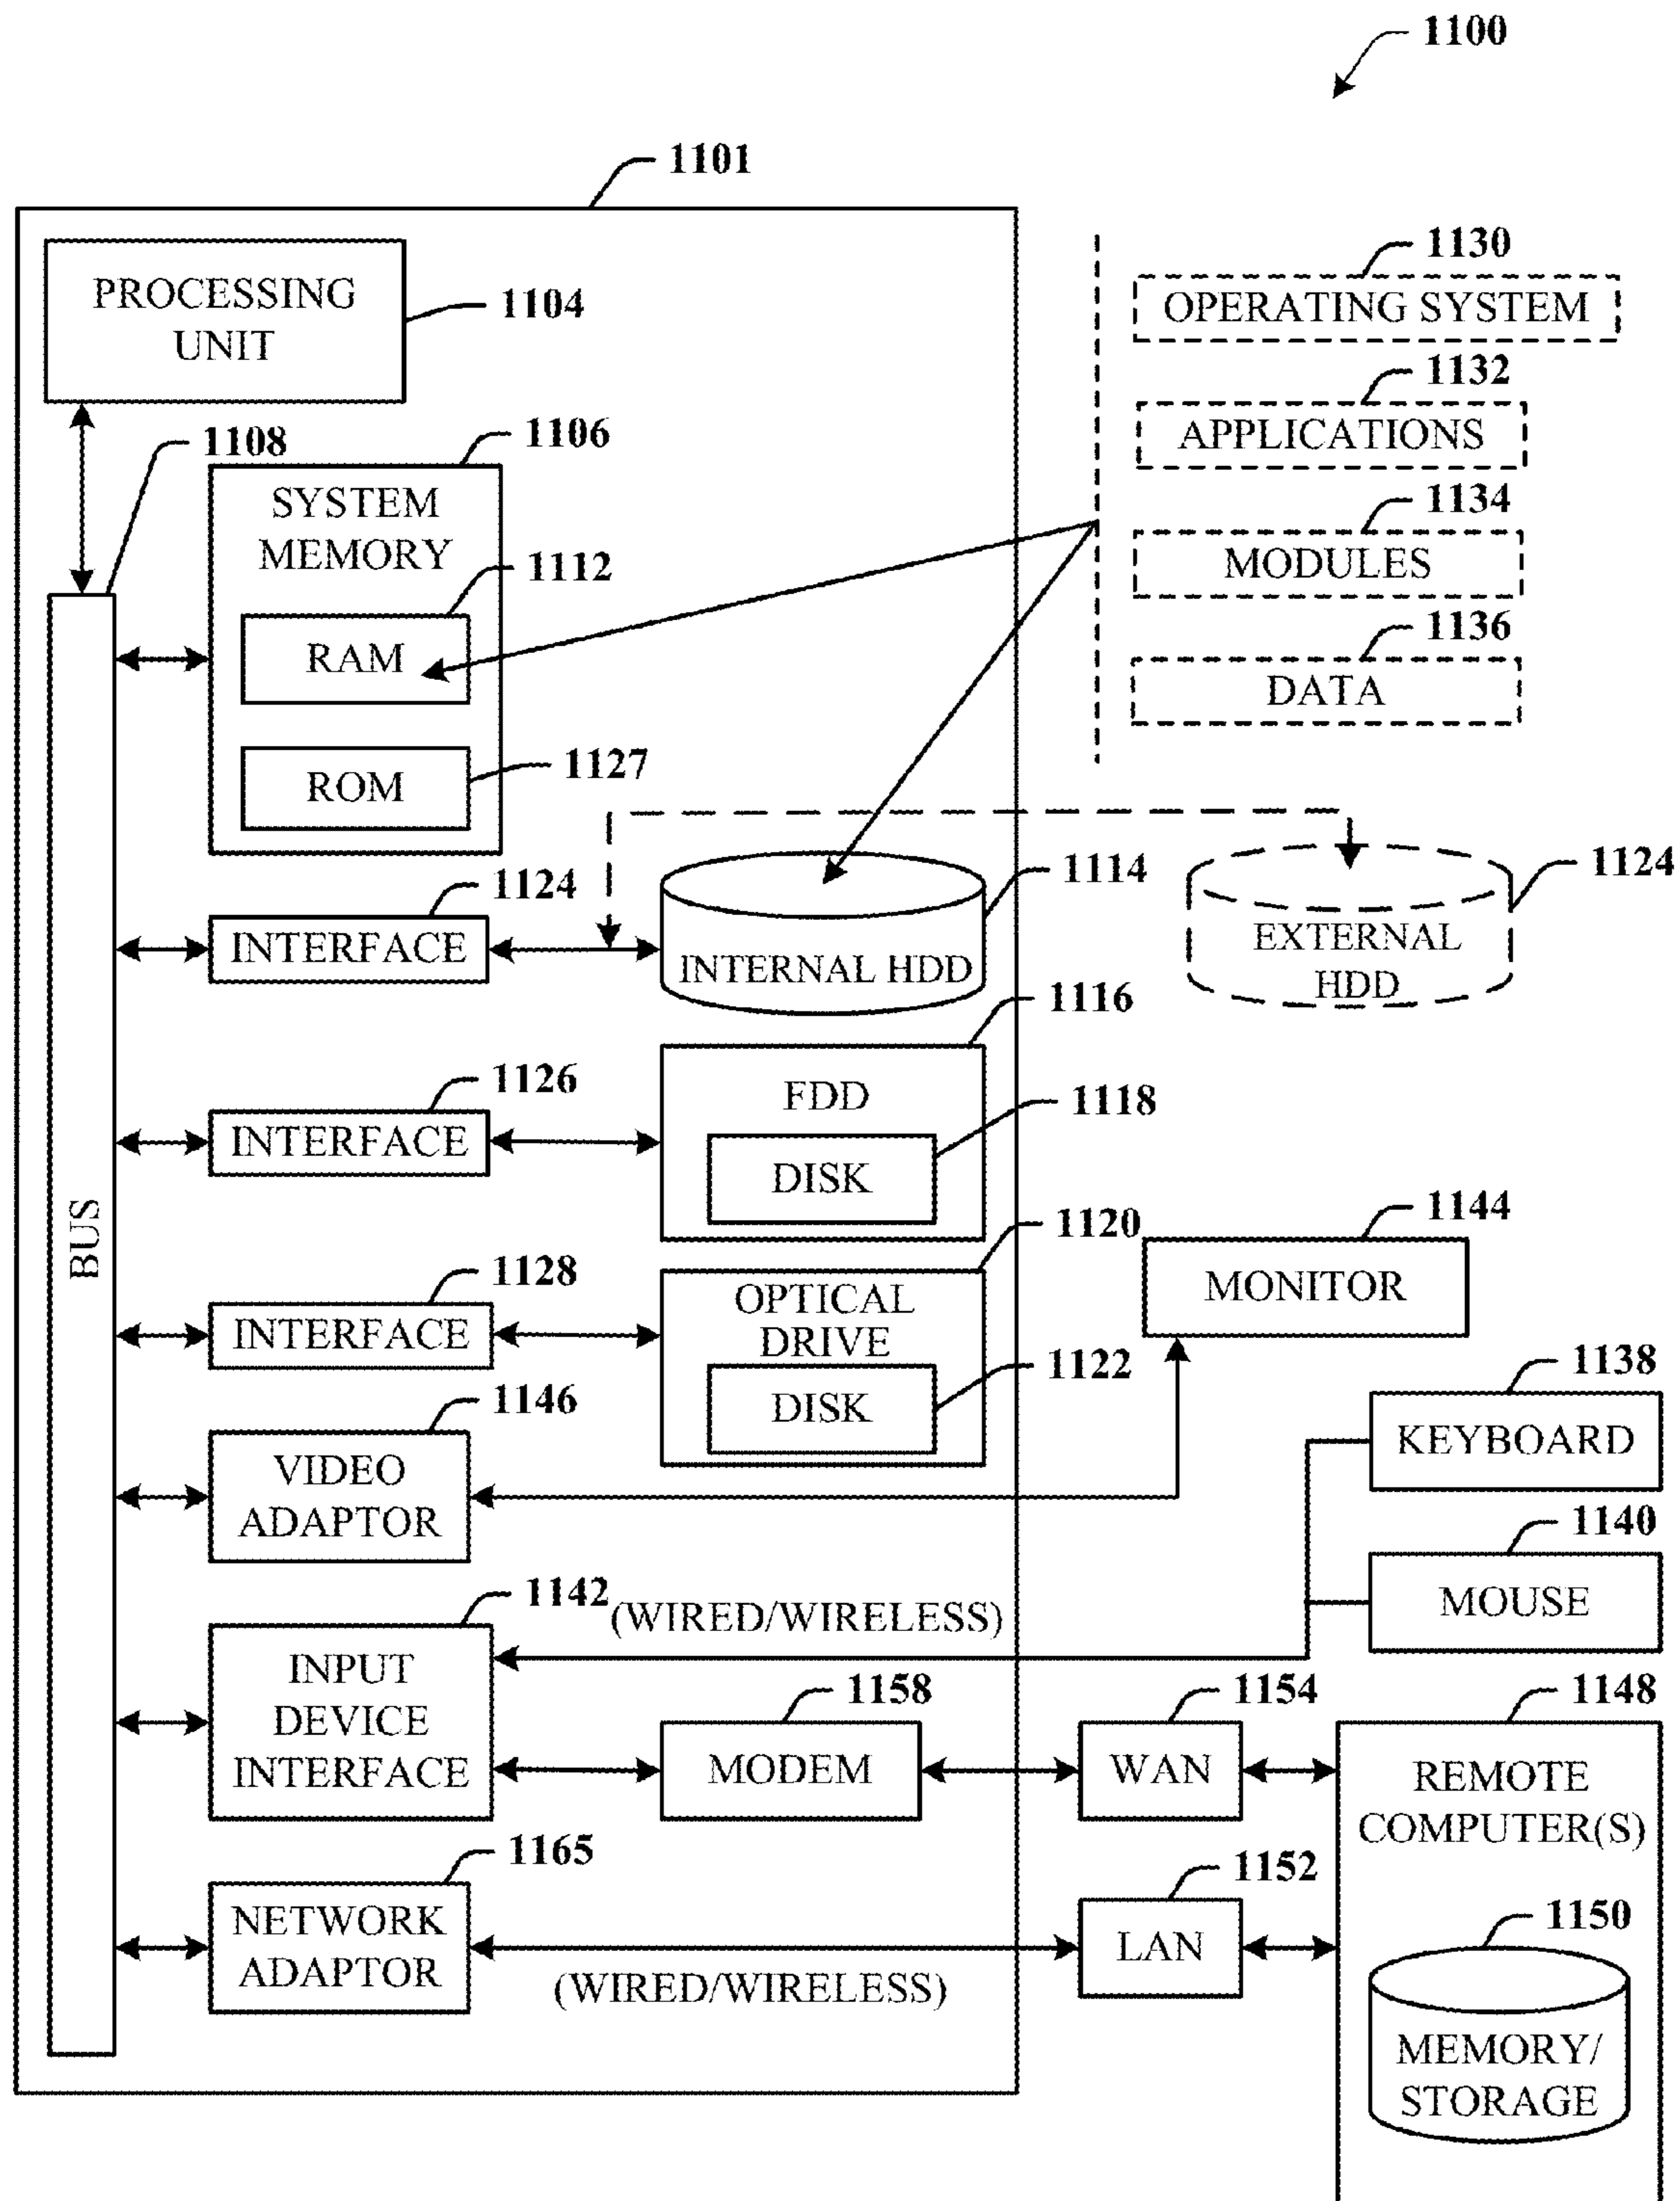 1100
1101
PROCESSING
UNIT
1104
1130
OPERATING SYSTEM
1132
APPLICATIONS
1134
MODULES
1136
DATA
1108
1106
SYSTEM
MEMORY
1112
RAM
1127
ROM
1124
INTERFACE
1114
INTERNAL HDD
1124
EXTERNAL
HDD
1126
INTERFACE
1116
FDD
1118
DISK
BUS
1128
INTERFACE
1120
OPTICAL
DRIVE
1122
DISK
1144
MONITOR
1138
KEYBOARD
1146
VIDEO
ADAPTOR
1140
MOUSE
1142
(WIRED/WIRELESS)
INPUT
DEVICE
INTERFACE
1158
MODEM
1154
WAN
1148
REMOTE
COMPUTER(S)
1165
NETWORK
ADAPTOR
(WIRED/WIRELESS)
1152
LAN
1150
MEMORY/
STORAGE